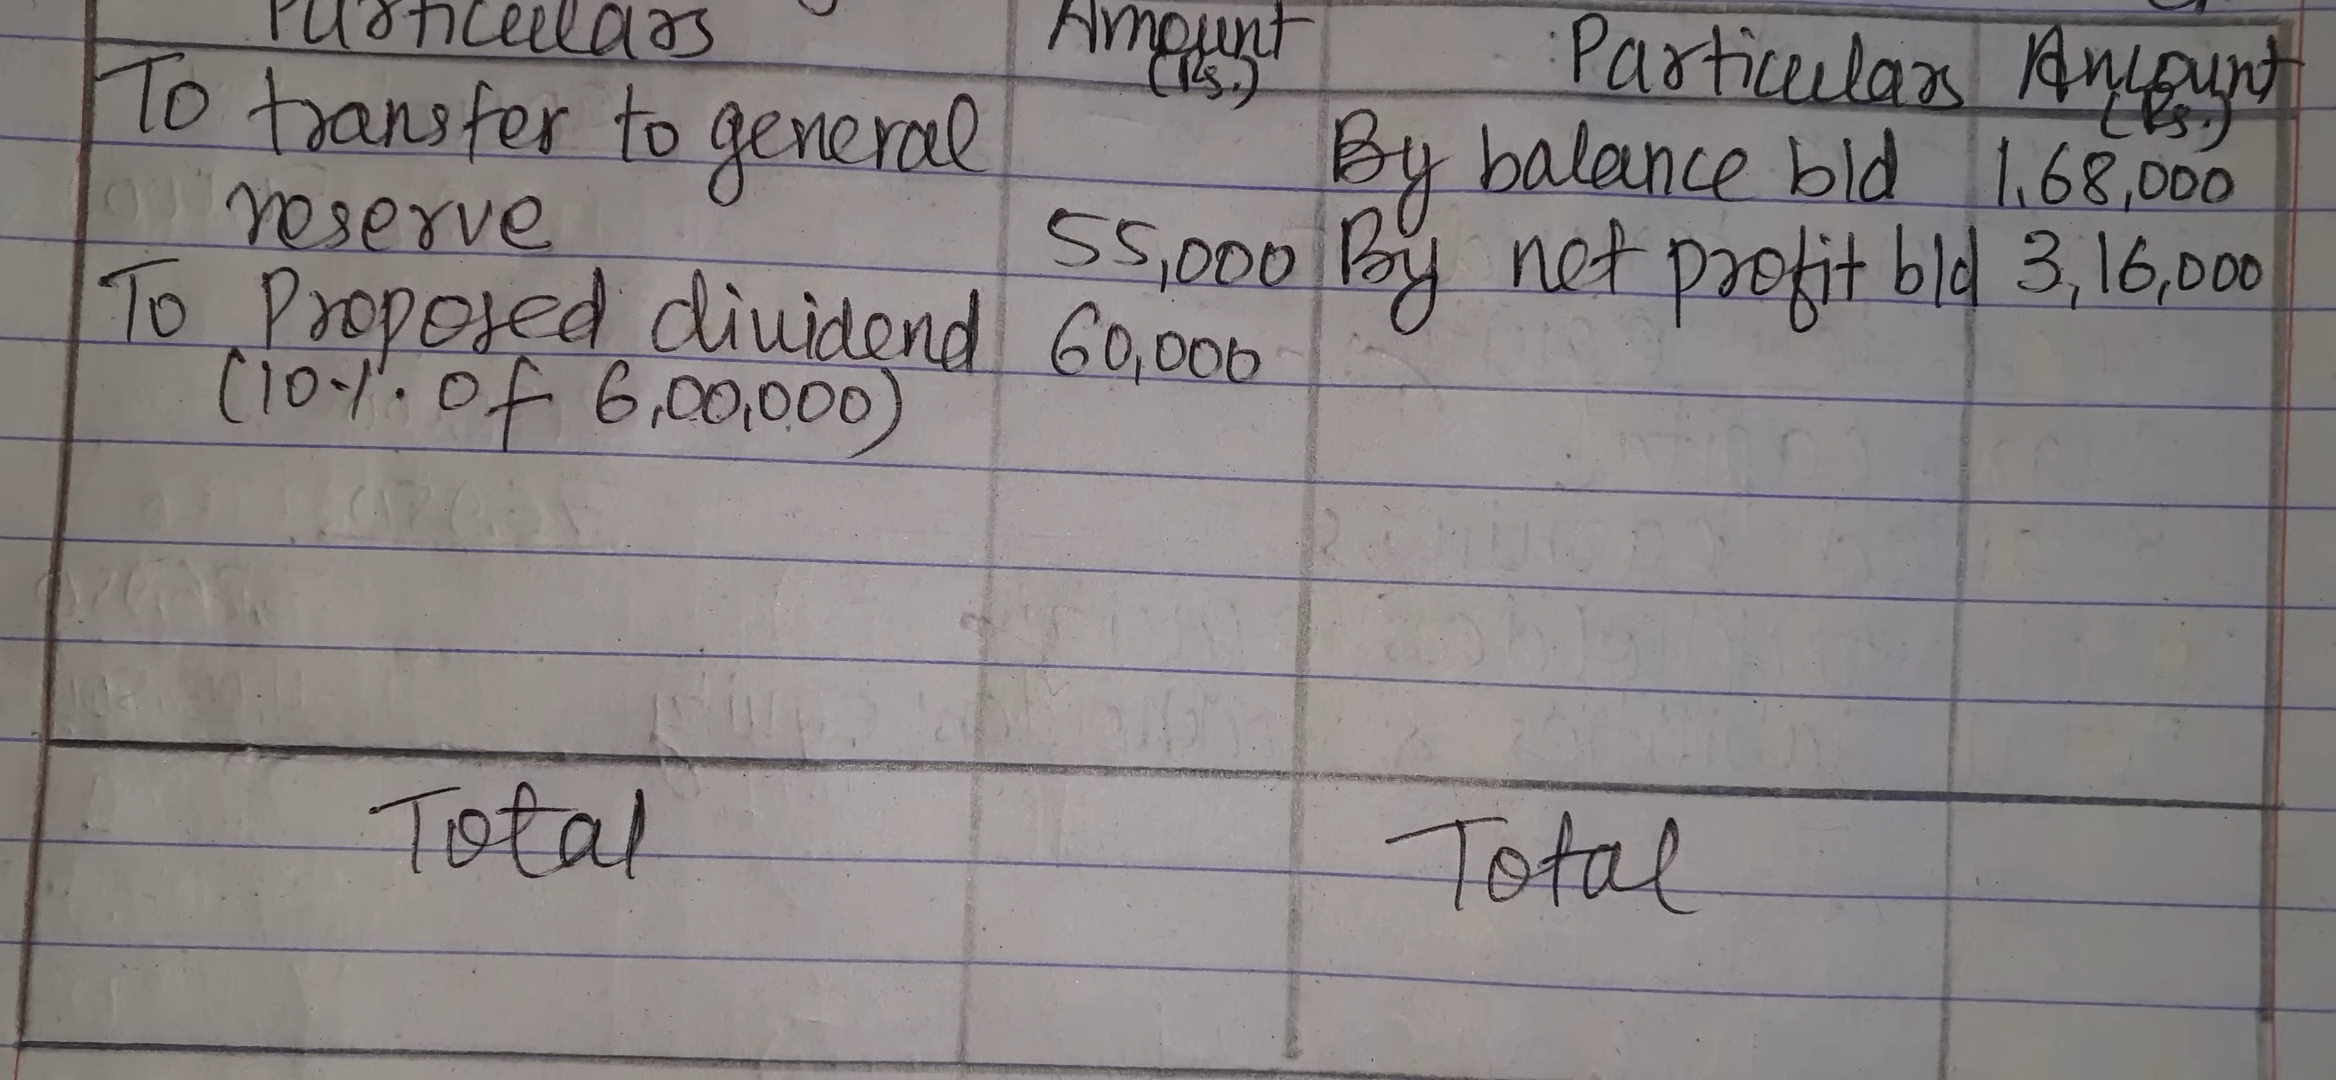 Particulars Amount Particulars Amount
(Rs.) (Rs.)
To transfer to general By balance b/d 1,68,000
reserve 55,000 By net profit b/d 3,16,000
To Proposed dividend 60,000
(10%. of 6,00,000)
Total Total